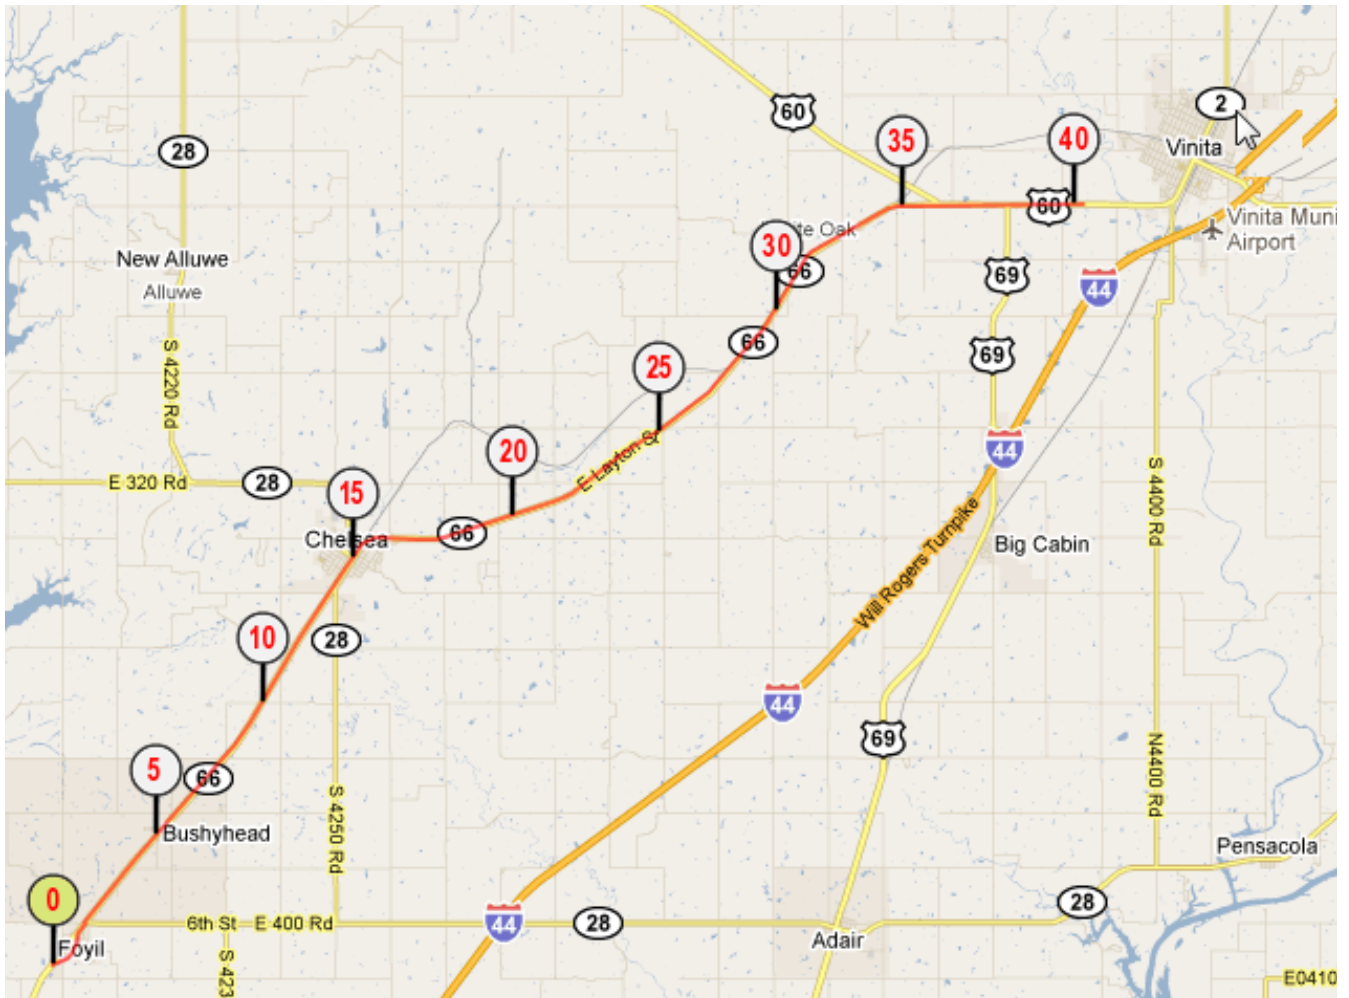 60
2
35
40
28
Vinita
60
Vinita Muni
Airport
te Oak
30
New Alluwe
Alluwe
66
69
44
S 4220 Rd
66
69
25
20
E Layton St
44
E 320 Rd
28
15
S 4400 Rd
Chelsea
66
Will Rogers Turnpike
Big Cabin
10
28
44
69
5
66
N4400 Rd
S 4250 Rd
Bushyhead
Pensacola
0
28
6th St
E 400 Rd
44
28
Adair
Foyil
S 423
E0410